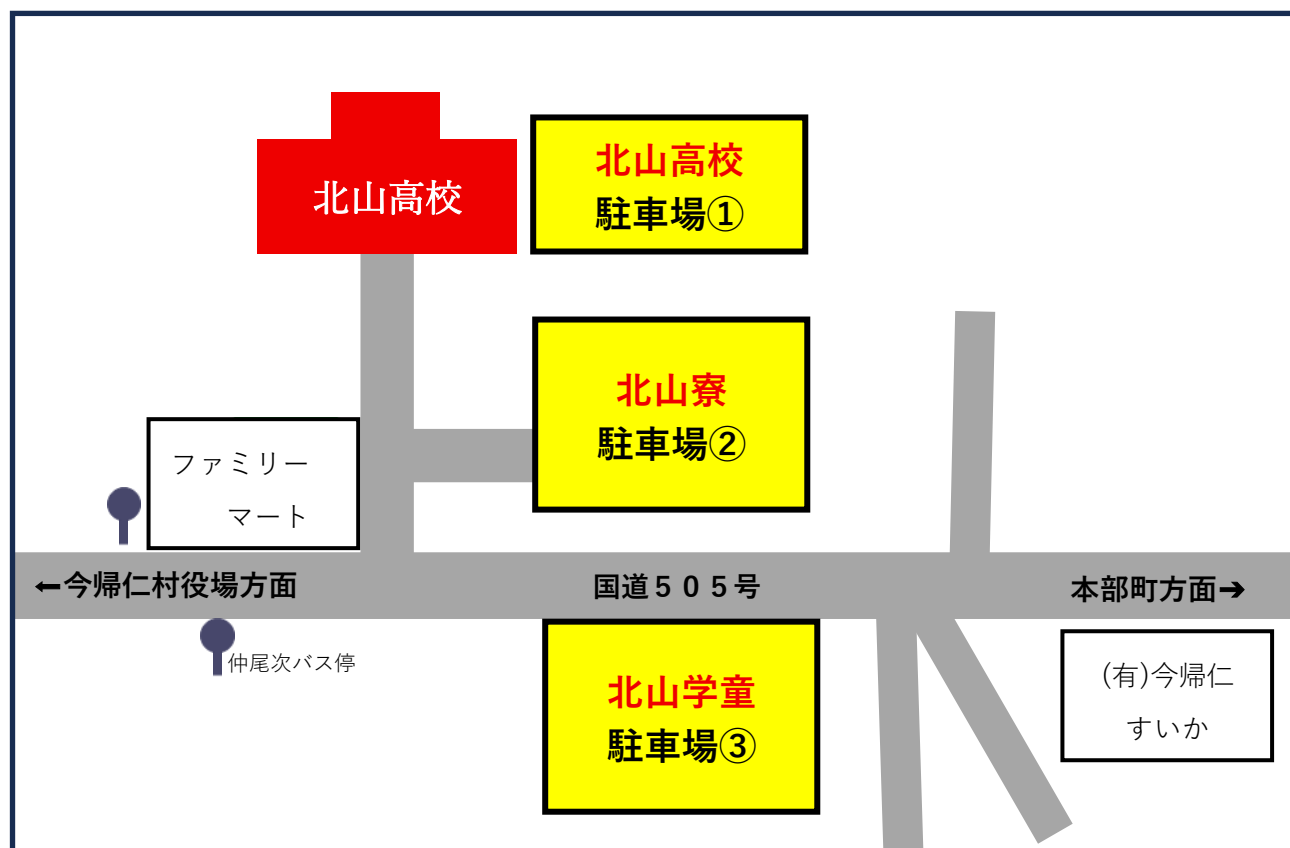 北山高校
北山高校
駐車場①
北山寮
駐車場②
ファミリー
マート
←今帰仁村役場方面
国道５０５号
本部町方面→
仲尾次バス停
北山学童
駐車場③
(有)今帰仁
すいか